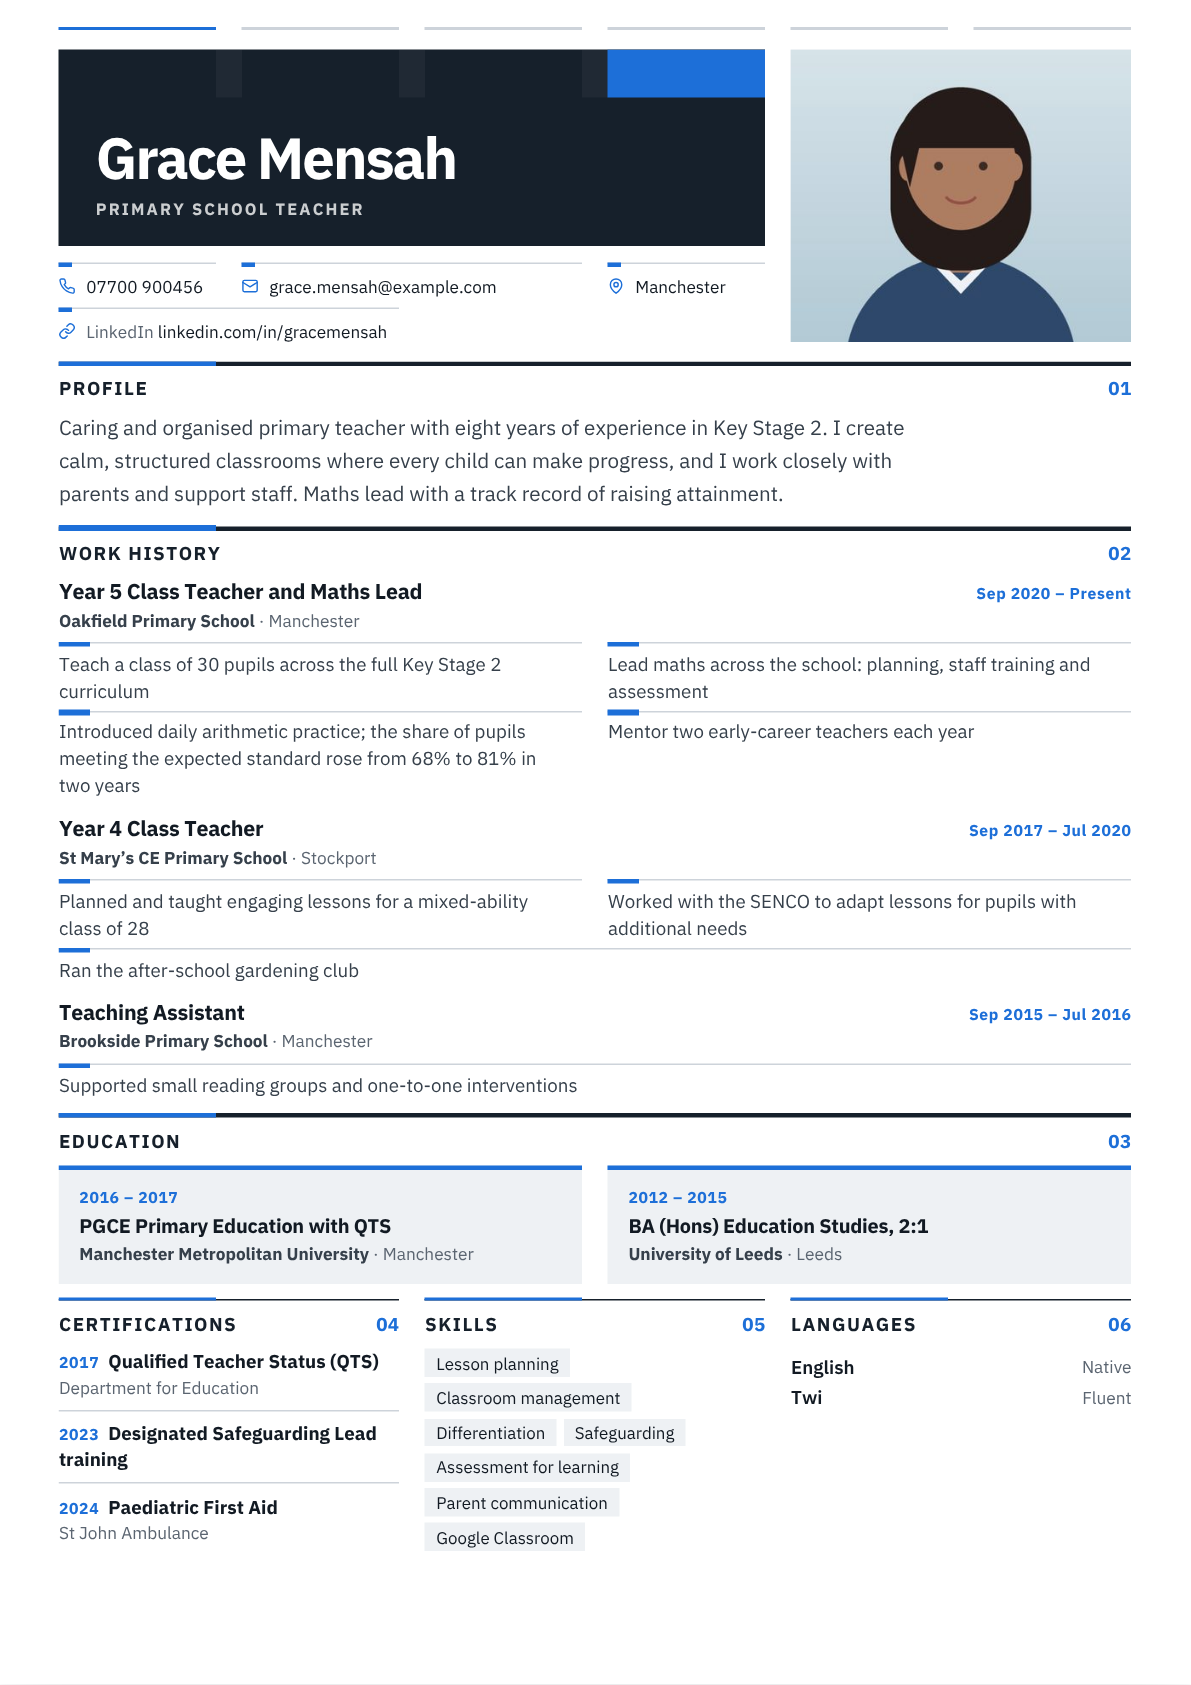 Grace Mensah
PRIMARY SCHOOL TEACHER
07700 900456
grace.mensah@example.com
Manchester
LinkedIn linkedin.com/in/gracemensah
PROFILE 01
Caring and organised primary teacher with eight years of experience in Key Stage 2. I create
calm, structured classrooms where every child can make progress, and I work closely with
parents and support staff. Maths lead with a track record of raising attainment.
WORK HISTORY 02
Year 5 Class Teacher and Maths Lead Sep 2020 – Present
Oakfield Primary School · Manchester
Teach a class of 30 pupils across the full Key Stage 2
curriculum
Lead maths across the school: planning, staff training and
assessment
Introduced daily arithmetic practice; the share of pupils
meeting the expected standard rose from 68% to 81% in
two years
Mentor two early-career teachers each year
Year 4 Class Teacher Sep 2017 – Jul 2020
St Mary’s CE Primary School · Stockport
Planned and taught engaging lessons for a mixed-ability
class of 28
Worked with the SENCO to adapt lessons for pupils with
additional needs
Ran the after-school gardening club
Teaching Assistant Sep 2015 – Jul 2016
Brookside Primary School · Manchester
Supported small reading groups and one-to-one interventions
EDUCATION 03
2016 – 2017
PGCE Primary Education with QTS
Manchester Metropolitan University · Manchester
2012 – 2015
BA (Hons) Education Studies, 2:1
University of Leeds · Leeds
CERTIFICATIONS 04
2017 Qualified Teacher Status (QTS)
Department for Education
2023 Designated Safeguarding Lead
training
2024 Paediatric First Aid
St John Ambulance
SKILLS 05
Lesson planning
Classroom management
Differentiation Safeguarding
Assessment for learning
Parent communication
Google Classroom
LANGUAGES 06
English Native
Twi Fluent